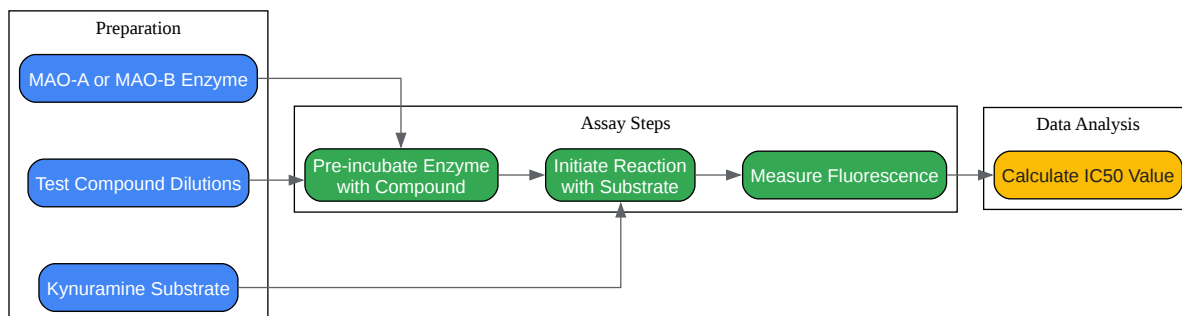 Preparation
MAO-A or MAO-B Enzyme
Test Compound Dilutions
Kynuramine Substrate
Assay Steps
Pre-incubate Enzyme
with Compound
Initiate Reaction
with Substrate
Measure Fluorescence
Data Analysis
Calculate IC50 Value